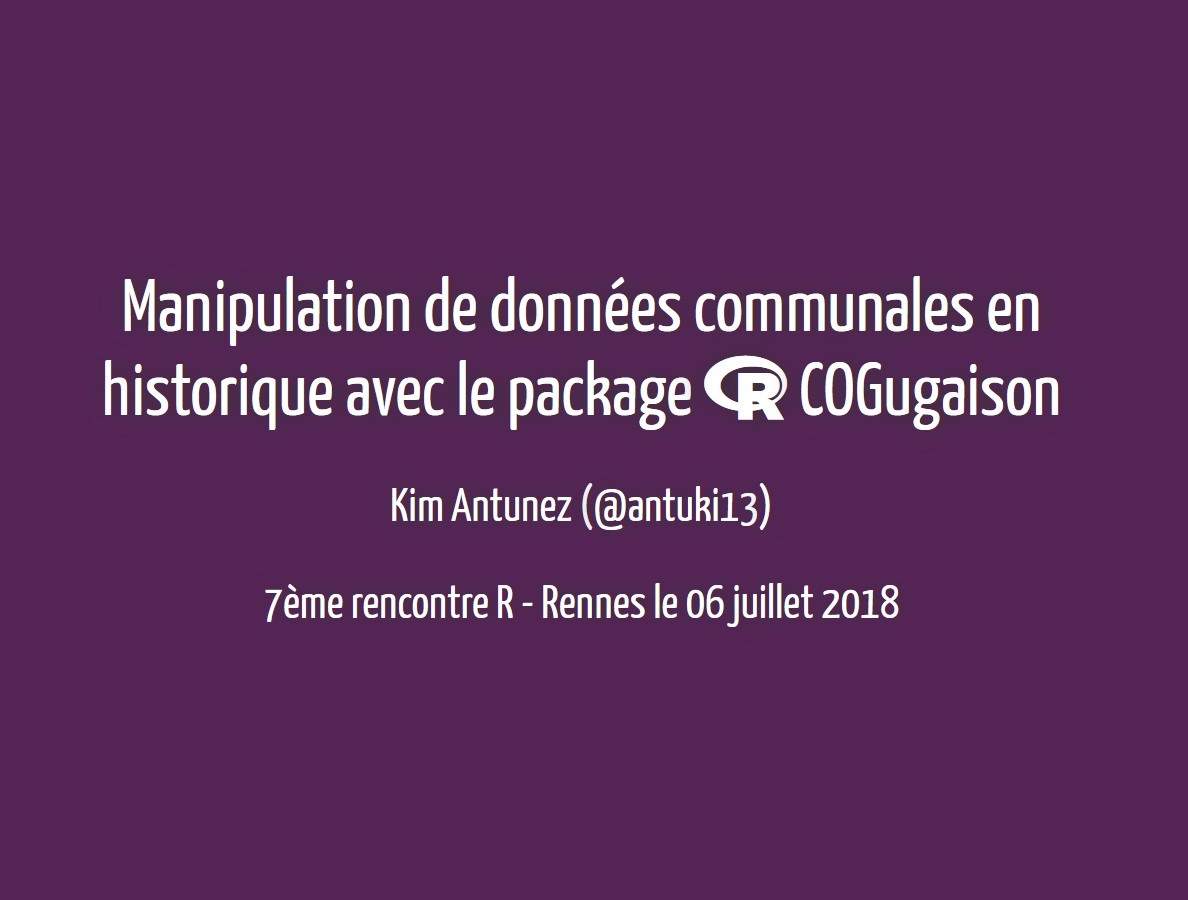 Manipulation de données communales en
historique avec le package R COGugaison
Kim Antunez (@antuki13)
7ème rencontre R - Rennes le 06 juillet 2018